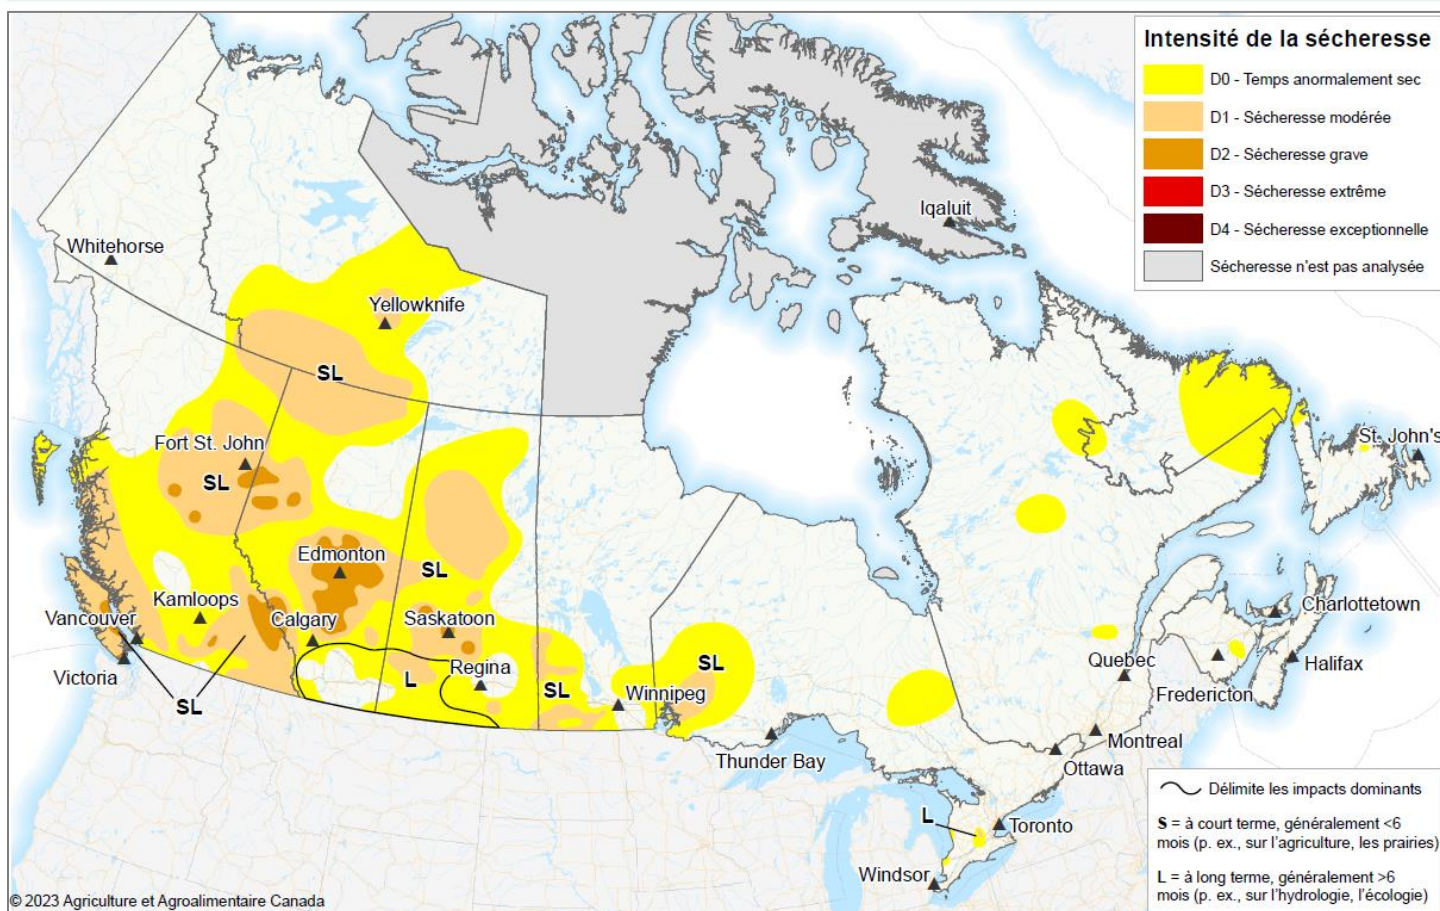 Intensité de la sécheresse
D0 - Temps anormalement sec
D1 - Sécheresse modérée
D2 - Sécheresse grave
D3 - Sécheresse extrême
D4 - Sécheresse exceptionnelle
Sécheresse n'est pas analysée
Iqaluit
Whitehorse
Yellowknife
SL
Fort St. John
SL
St. John's
Edmonton
SL
Kamloops
Vancouver
Calgary
Saskatoon
Charlottetown
Victoria
L
Regina
SL
SL
SL
Winnipeg
Quebec
Halifax
Fredericton
Thunder Bay
Montreal
Ottawa
L
Toronto
Windsor
Délimite les impacts dominants
S = à court terme, généralement <6
mois (p. ex., sur l'agriculture, les prairies)
L = à long terme, généralement >6
mois (p. ex., sur l'hydrologie, l'écologie)
© 2023 Agriculture et Agroalimentaire Canada